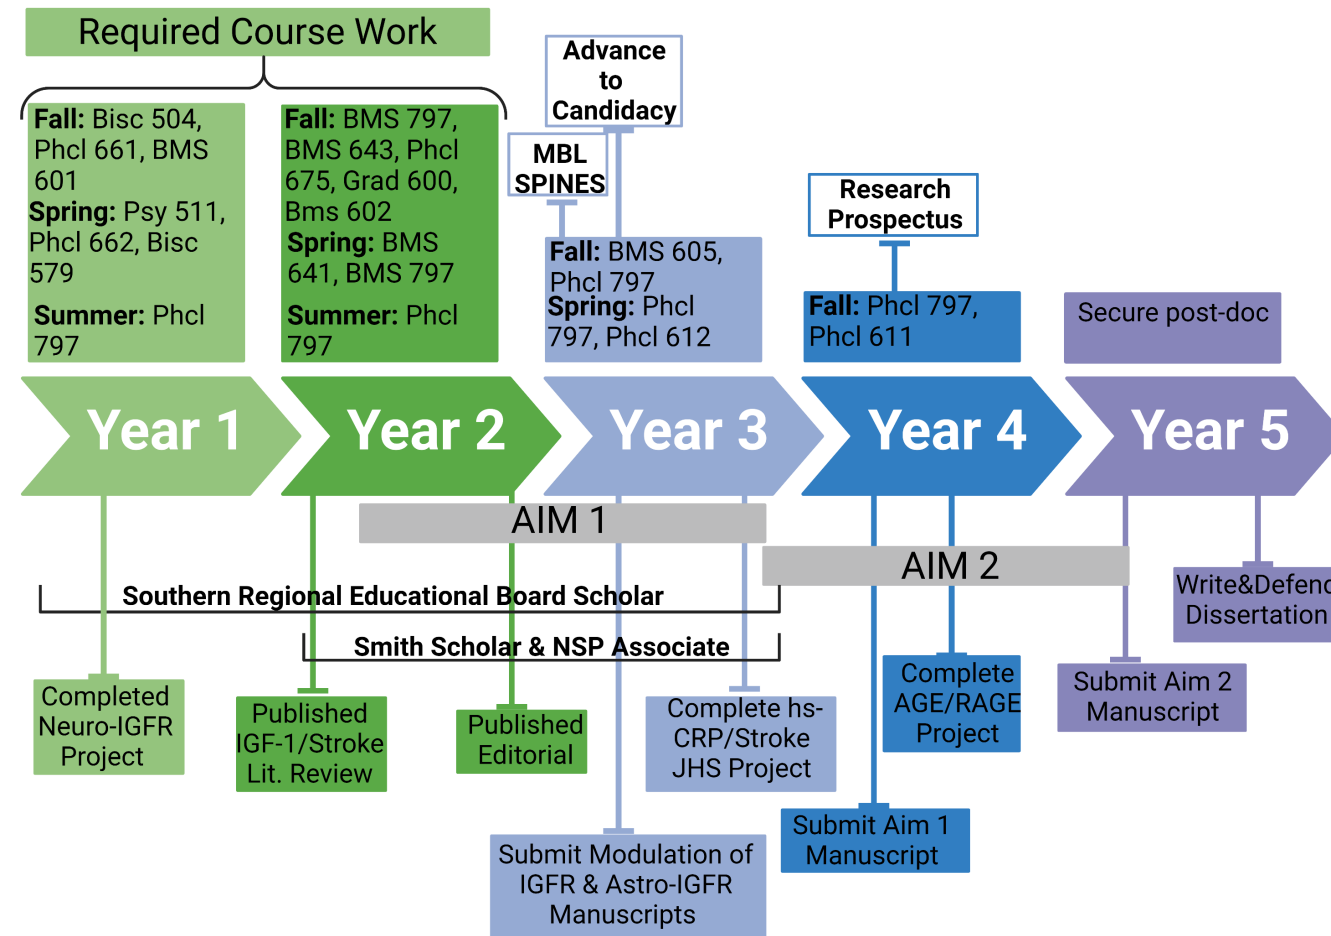 Required Course Work
Fall: Bisc 504,
Phcl 661, BMS
601
Spring: Psy 511,
Phcl 662, Bisc
579
Summer: Phcl
797
Fall: BMS 797,
BMS 643, Phcl
675, Grad 600,
Bms 602
Spring: BMS
641, BMS 797
Summer: Phcl
797
MBL
SPINES
Advance
to
Candidacy
Fall: BMS 605,
Phcl 797
Spring: Phcl
797, Phcl 612
Research
Prospectus
Fall: Phcl 797,
Phcl 611
Secure post-doc
Year 1
Year 2
Year 3
Year 4
Year 5
AIM 1
AIM 2
Southern Regional Educational Board Scholar
Smith Scholar & NSP Associate
Completed
Neuro-IGFR
Project
Published
IGF-1/Stroke
Lit. Review
Published
Editorial
Submit Modulation of
IGFR & Astro-IGFR
Manuscripts
Complete hs-
CRP/Stroke
JHS Project
Submit Aim 1
Manuscript
Complete
AGE/RAGE
Project
Submit Aim 2
Manuscript
Write&Defend
Dissertation